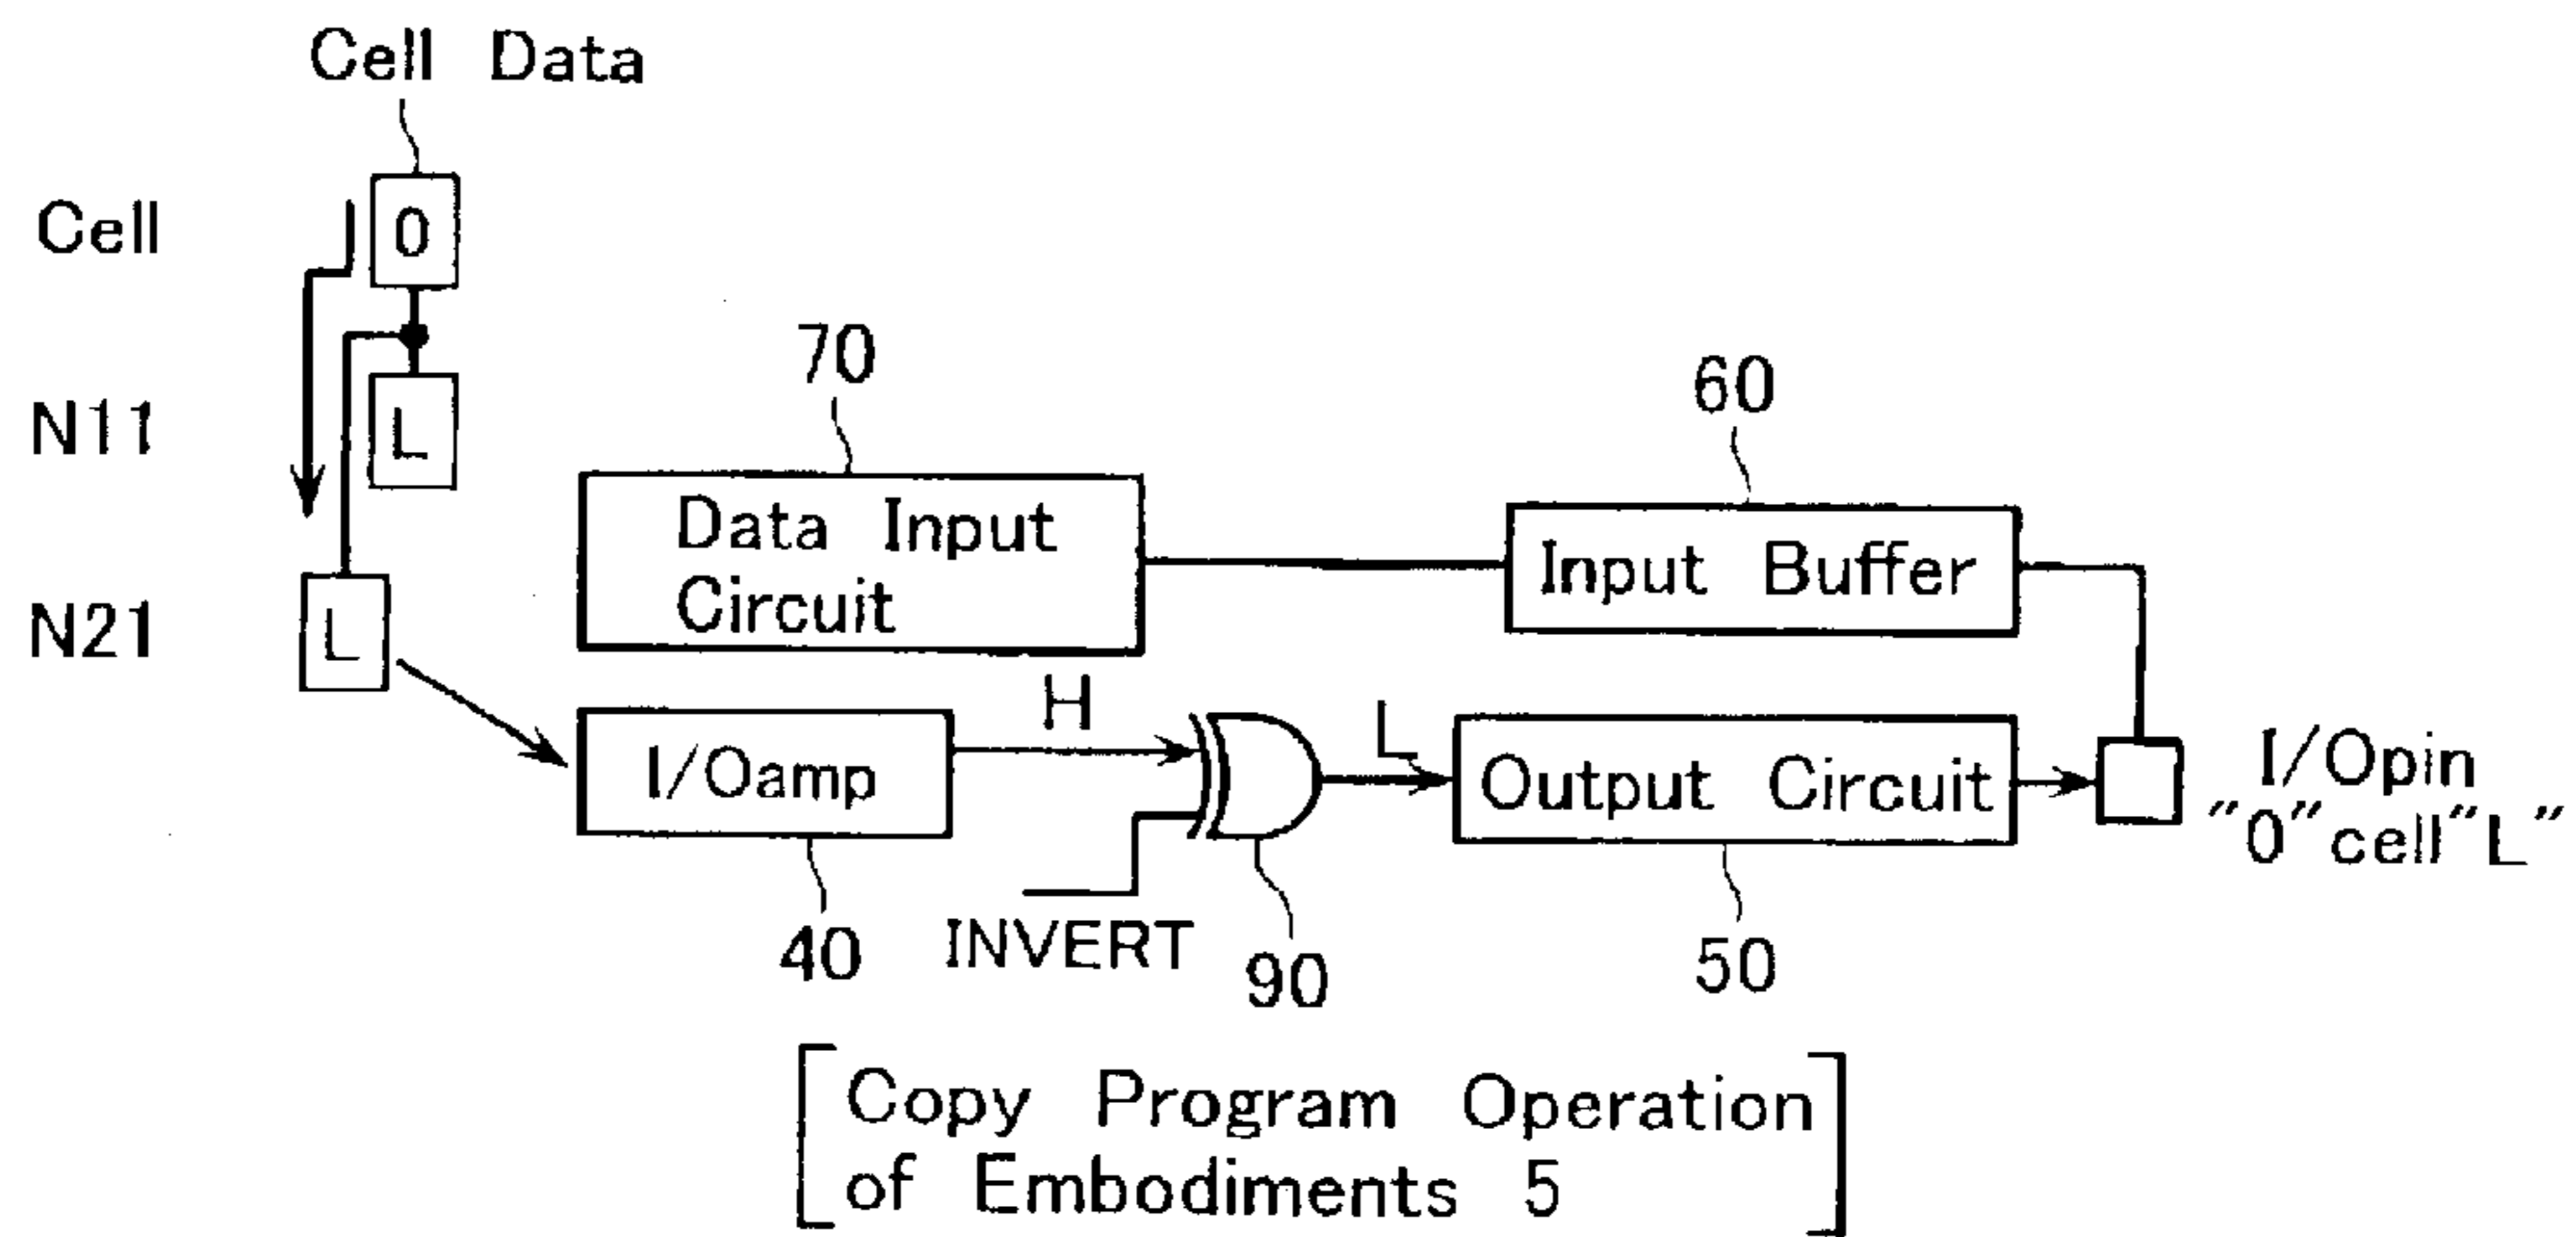 Cell Data
Cell
0
N11
L
70
60
Data Input
Circuit
Input Buffer
N21
L
H
L
I/Oamp
Output Circuit
I/Opin
"0"cell"L"
INVERT
40
90
50
Copy Program Operation
of Embodiments 5